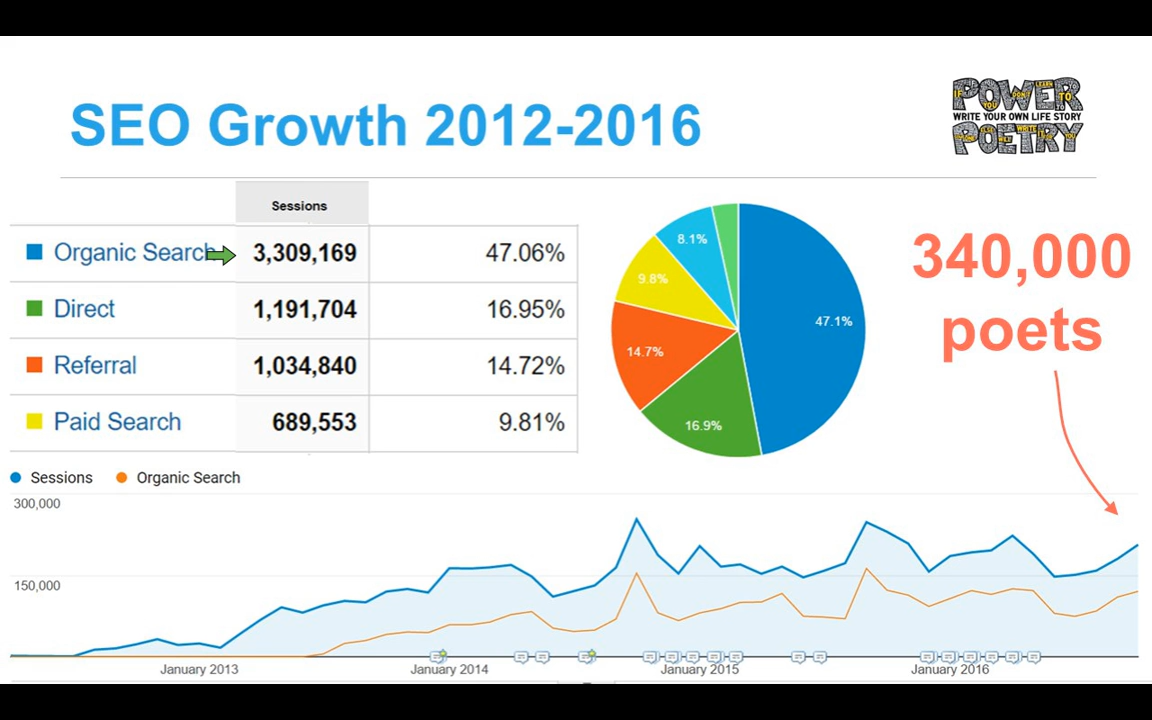 SEO Growth 2012-2016
POWER
WRITE YOUR OWN LIFE STORY
POETRY
Sessions
Organic Search 3,309,169 47.06%
Direct 1,191,704 16.95%
Referral 1,034,840 14.72%
Paid Search 689,553 9.81%
8.1%
9.8%
47.1%
14.7%
16.9%
340,000
poets
Sessions Organic Search
300,000
150,000
January 2013 January 2014 January 2015 January 2016